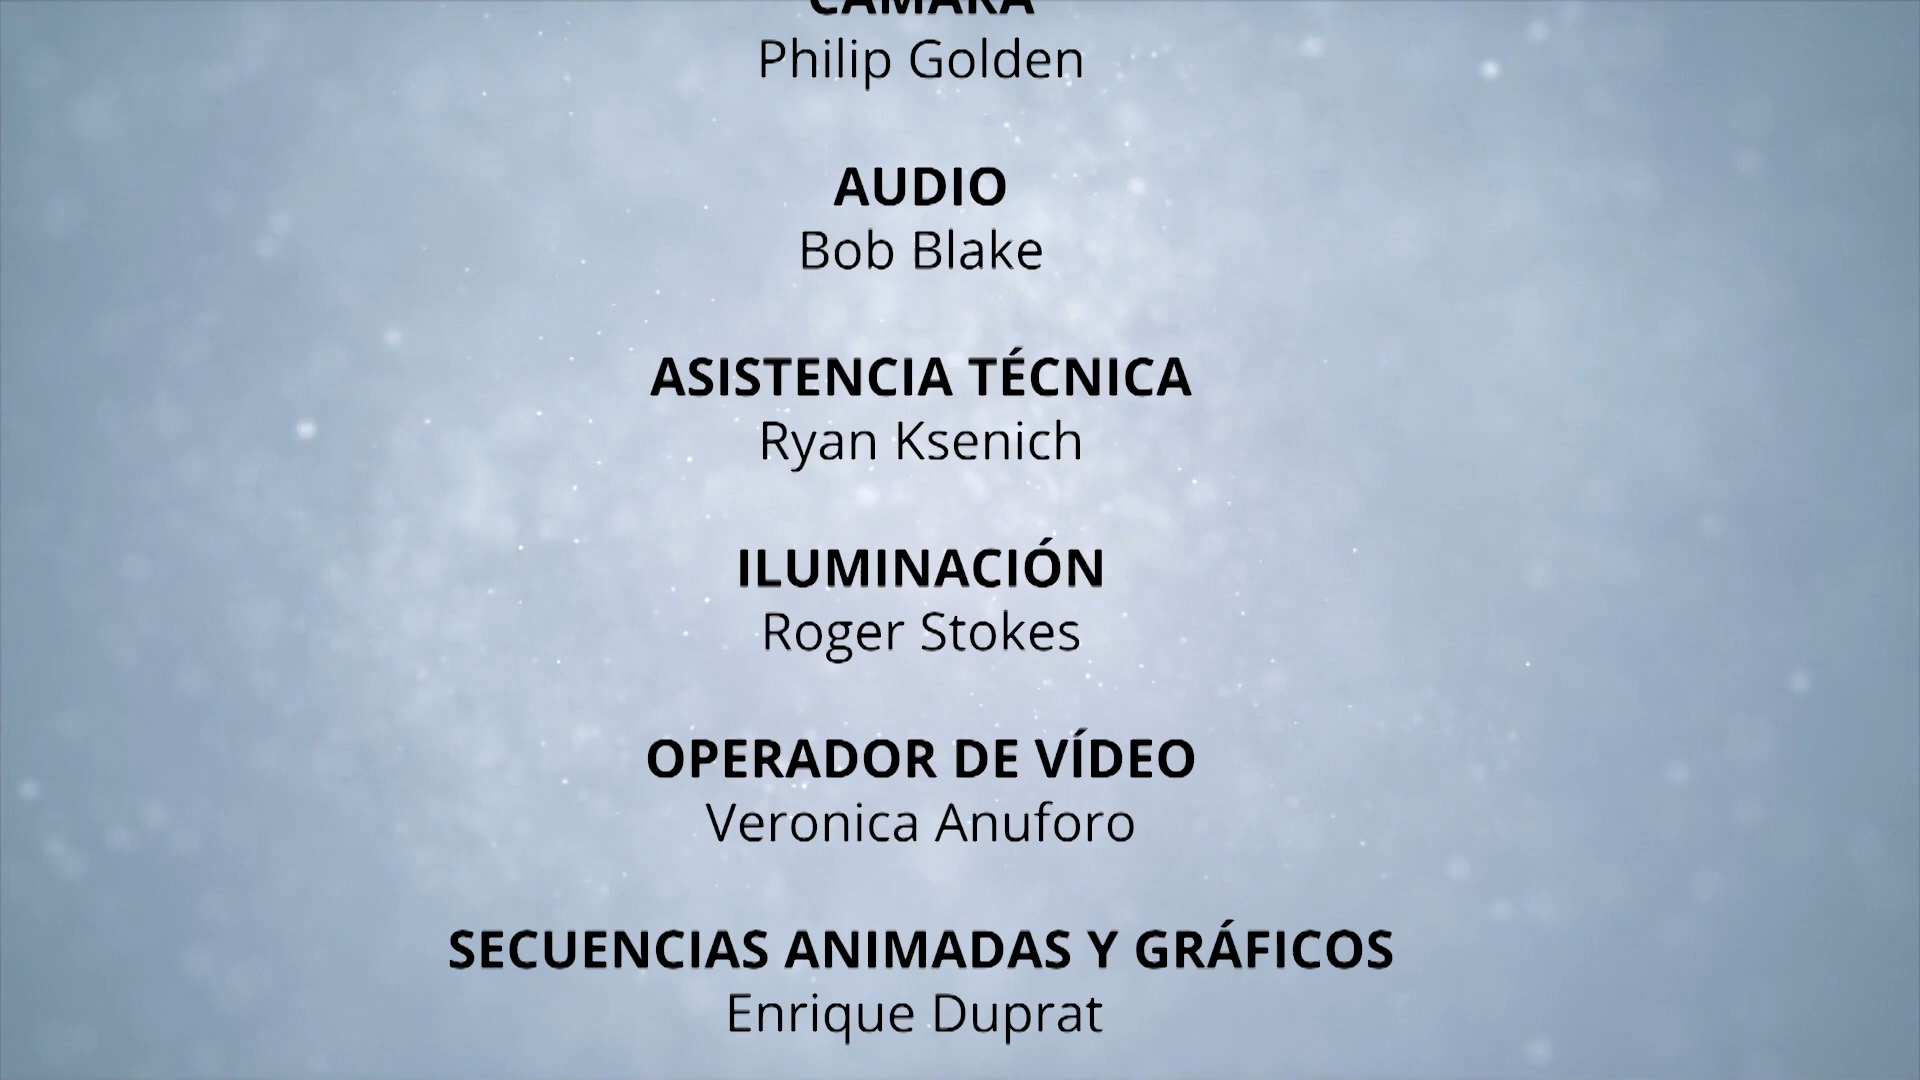 CÁMARA
Philip Golden
AUDIO
Bob Blake
ASISTENCIA TÉCNICA
Ryan Ksenich
ILUMINACIÓN
Roger Stokes
OPERADOR DE VÍDEO
Veronica Anuforo
SECUENCIAS ANIMADAS Y GRÁFICOS
Enrique Duprat